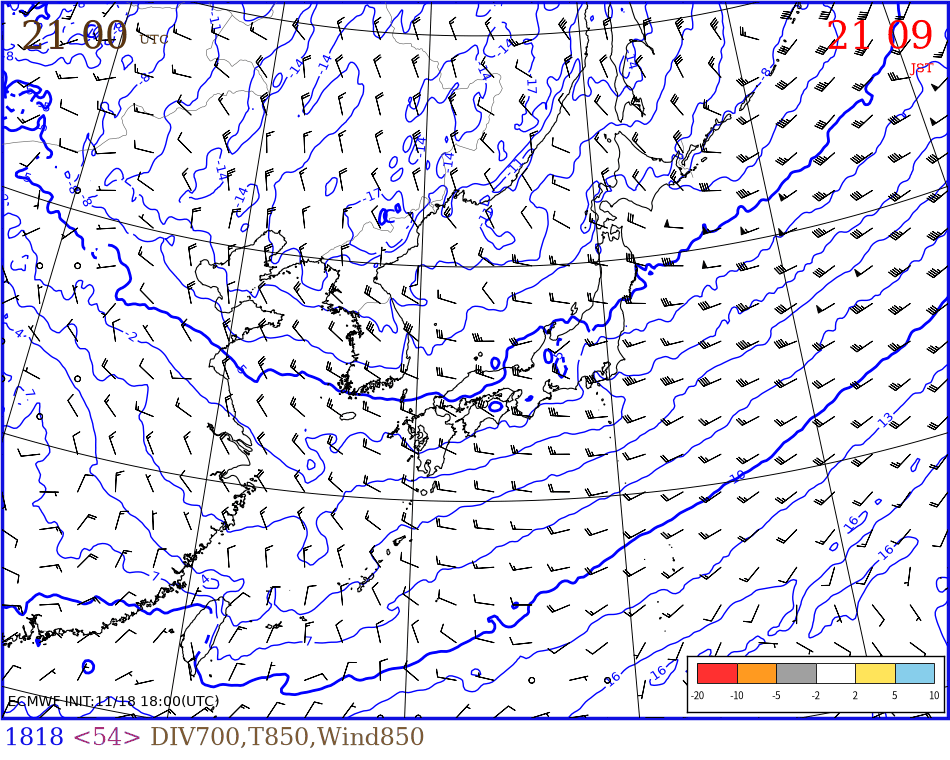 21 00 UTC
21 09
JST
-20 -10 -5 -2 2 5 10
ECMWF INIT:11/18 18:00(UTC)
1818 <54> DIV700,T850,Wind850